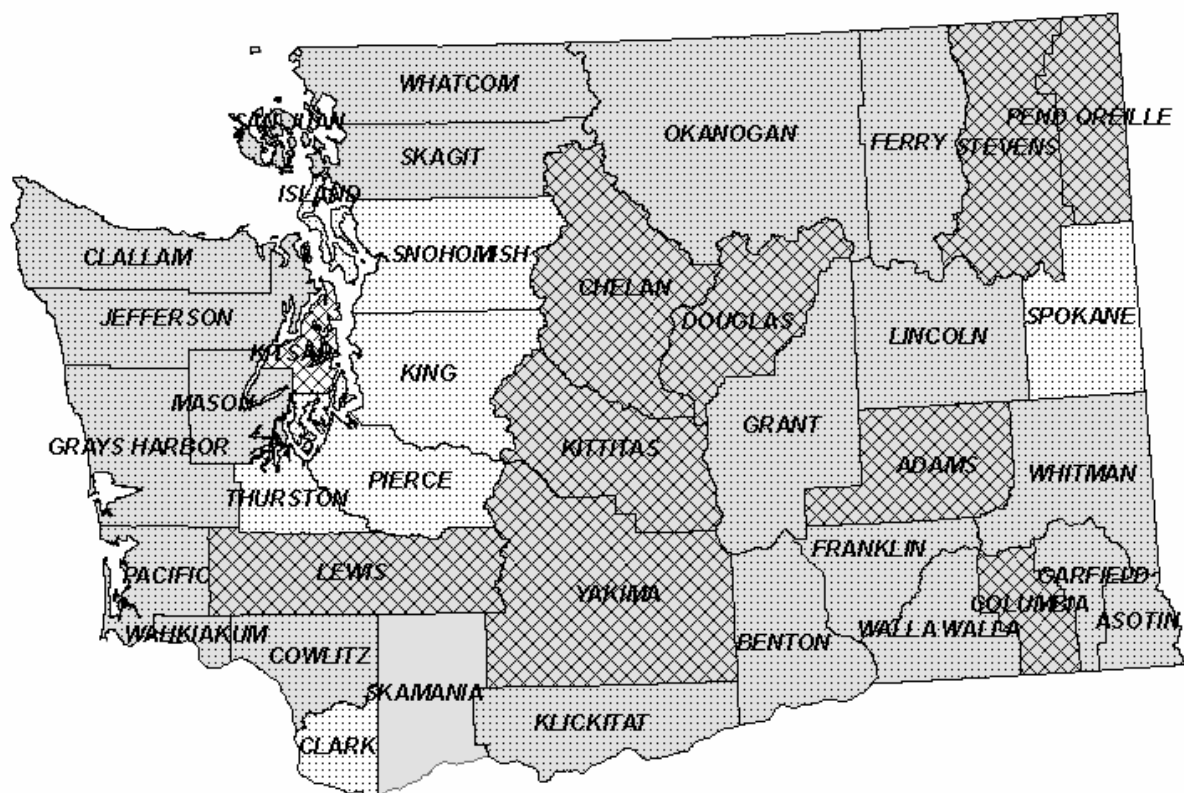 WHATCOM
SAN JUAN
OKANOGAN
PEND OREILLE
FERRY
STEVENS
SKAGIT
ISLAND
CLALLAM
SNOHOMISH
CHELAN
JEFFERSON
DOUGLAS
SPOKANE
LINCOLN
KITSAP
KING
MASON
GRANT
GRAYS HARBOR
KITTITAS
ADAMS
WHITMAN
PIERCE
THURSTON
FRANKLIN
LEWIS
PACIFIC
GARFIELD
YAKIMA
COLUMBIA
ASOTIN
WAHKIAKUM
WALLA WALLA
BENTON
COWLITZ
SKAMANIA
KLICKITAT
CLARK